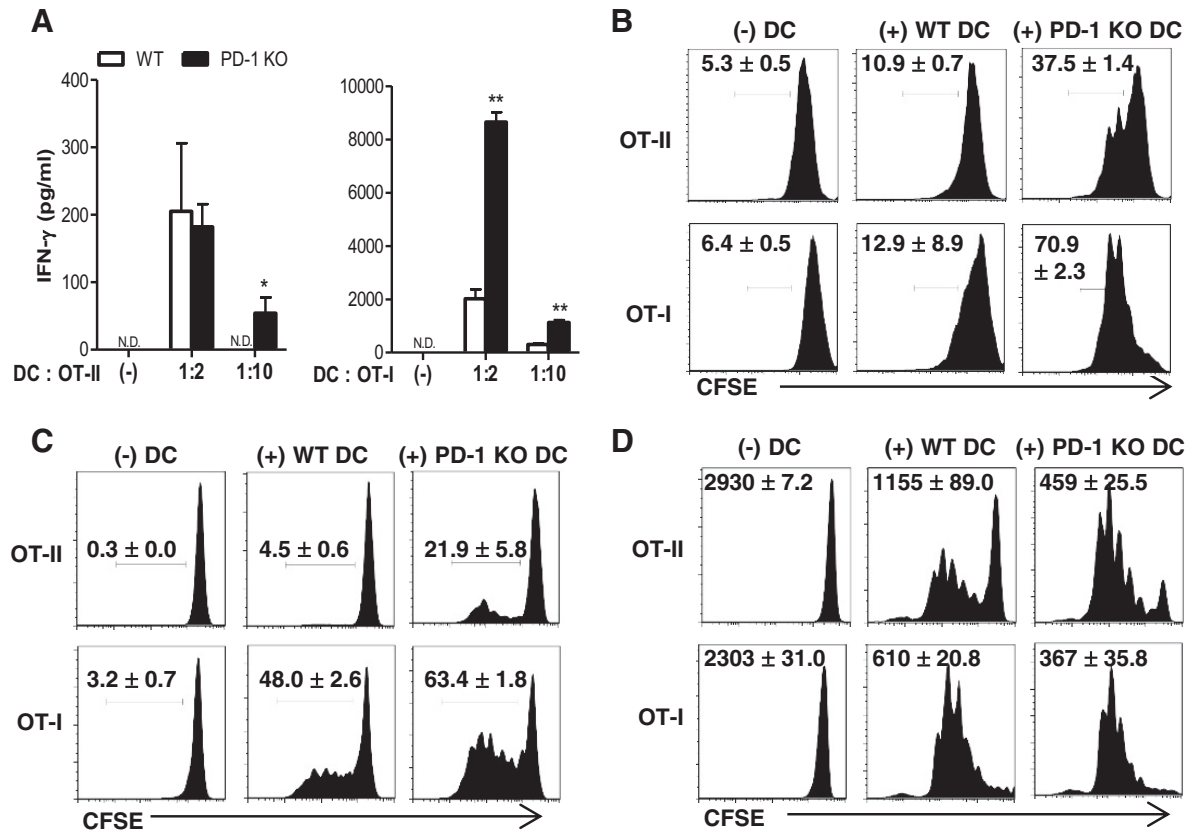 A
WT PD-1 KO
IFN-γ (pg/ml)
400
300
200
100
0
N.D.
N.D.
*
DC : OT-II (-) 1:2 1:10
10000
8000
6000
4000
2000
0
N.D.
**
**
DC : OT-I (-) 1:2 1:10
B
(-) DC (+) WT DC (+) PD-1 KO DC
OT-II
5.3 ± 0.5 10.9 ± 0.7 37.5 ± 1.4
OT-I
6.4 ± 0.5 12.9 ± 8.9 70.9
± 2.3
CFSE
C
(-) DC (+) WT DC (+) PD-1 KO DC
OT-II
0.3 ± 0.0 4.5 ± 0.6 21.9 ± 5.8
OT-I
3.2 ± 0.7 48.0 ± 2.6 63.4 ± 1.8
CFSE
D
(-) DC (+) WT DC (+) PD-1 KO DC
OT-II
2930 ± 7.2 1155 ± 89.0 459 ± 25.5
OT-I
2303 ± 31.0 610 ± 20.8 367 ± 35.8
CFSE